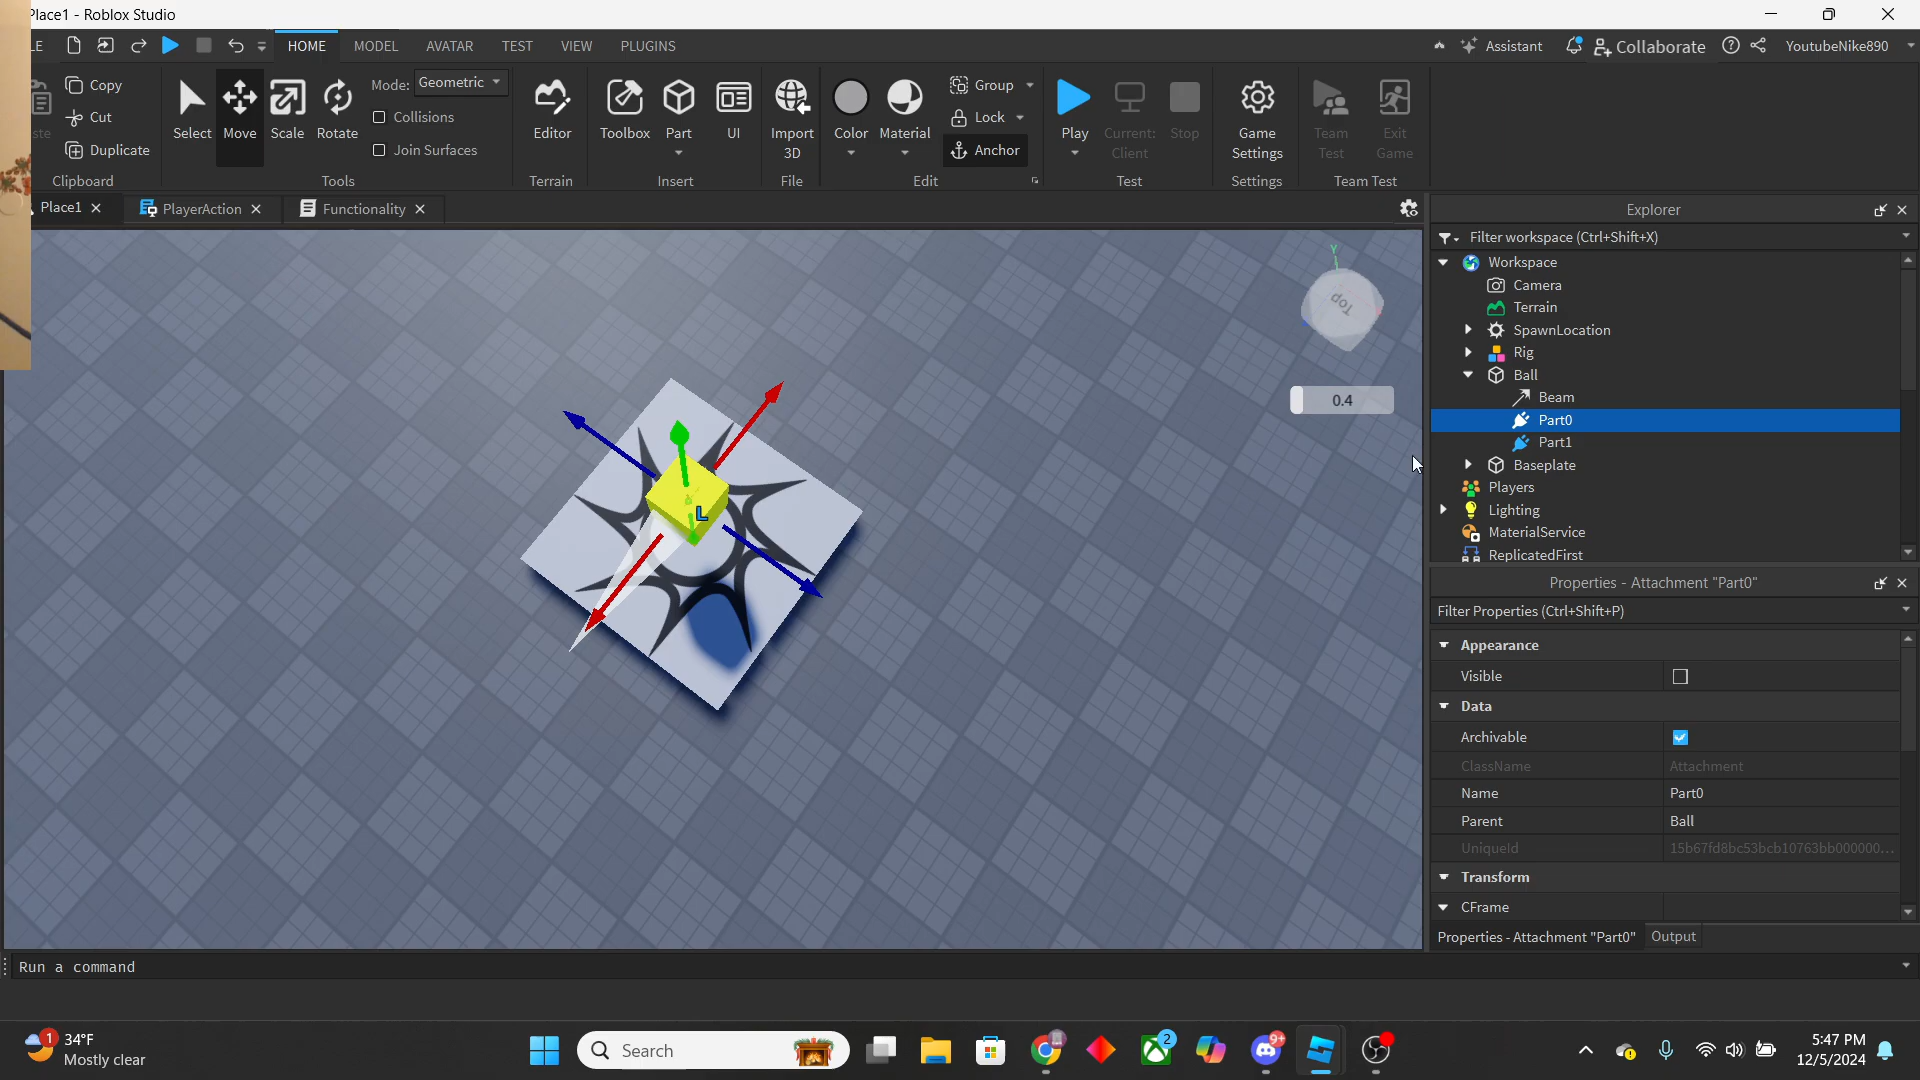 Place1 - Roblox Studio
LE
HOME
MODEL
AVATAR
TEST
VIEW
PLUGINS
Assistant
Collaborate
YoutubeNike890
Copy
Cut
Duplicate
Clipboard
Select
Move
Scale
Rotate
Mode:
Geometric
Collisions
Join Surfaces
Tools
Editor
Terrain
Toolbox
Part
UI
Insert
Import
3D
File
Color
Material
Group
Lock
Anchor
Edit
Play
Current:
Client
Stop
Test
Game
Settings
Settings
Team
Test
Exit
Game
Team Test
Place1
PlayerAction
Functionality
Y
Top
0.4
L
Explorer
Filter workspace (Ctrl+Shift+X)
Workspace
Camera
Terrain
SpawnLocation
Rig
Ball
Beam
Part0
Part1
Baseplate
Players
Lighting
MaterialService
ReplicatedFirst
Properties - Attachment "Part0"
Filter Properties (Ctrl+Shift+P)
Appearance
Visible
Data
Archivable
ClassName Attachment
Name Part0
Parent Ball
UniqueId 15b67fd8bc53bcb10763bb000000...
Transform
CFrame
Properties - Attachment "Part0"
Output
Run a command
1
34°F
Mostly clear
Search
2
9+
5:47 PM
12/5/2024